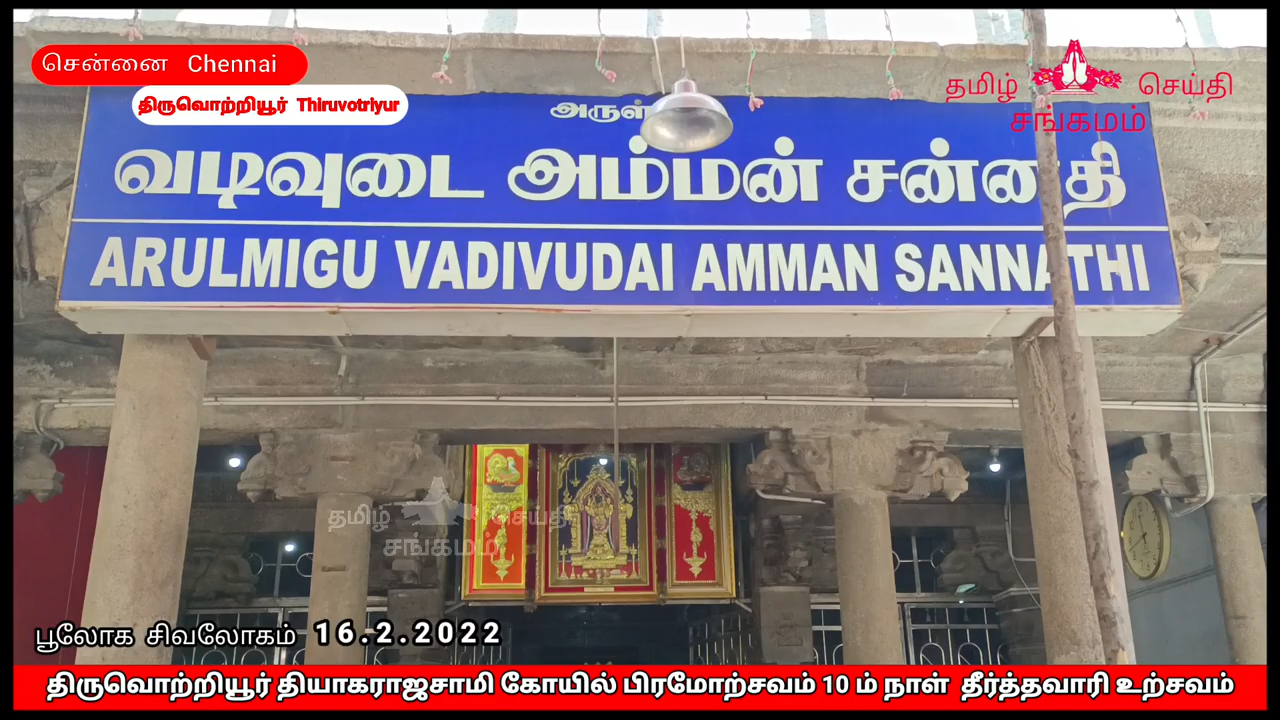 சென்னை Chennai
திருவொற்றியூர் Thiruvotriyur
தமிழ் செய்தி
சங்கமம்
அருள்
வடிவுடை அம்மன் சன்னதி
ARULMIGU VADIVUDAI AMMAN SANNATHI
தமிழ் செய்தி
சங்கமம்
பூலோக சிவலோகம் 16.2.2022
திருவொற்றியூர் தியாகராஜசாமி கோயில் பிரமோற்சவம் 10 ம் நாள் தீர்த்தவாரி உற்சவம்